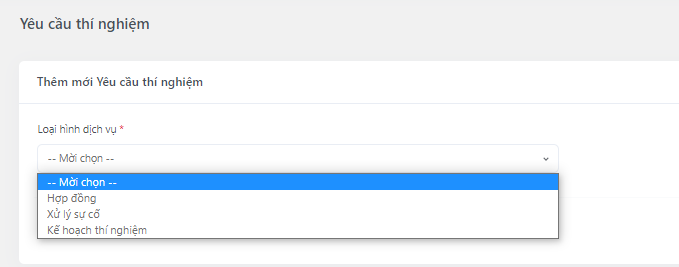 Yêu cầu thí nghiệm
Thêm mới Yêu cầu thí nghiệm
Loại hình dịch vụ *
-- Mời chọn --
-- Mời chọn --
Hợp đồng
Xử lý sự cố
Kế hoạch thí nghiệm